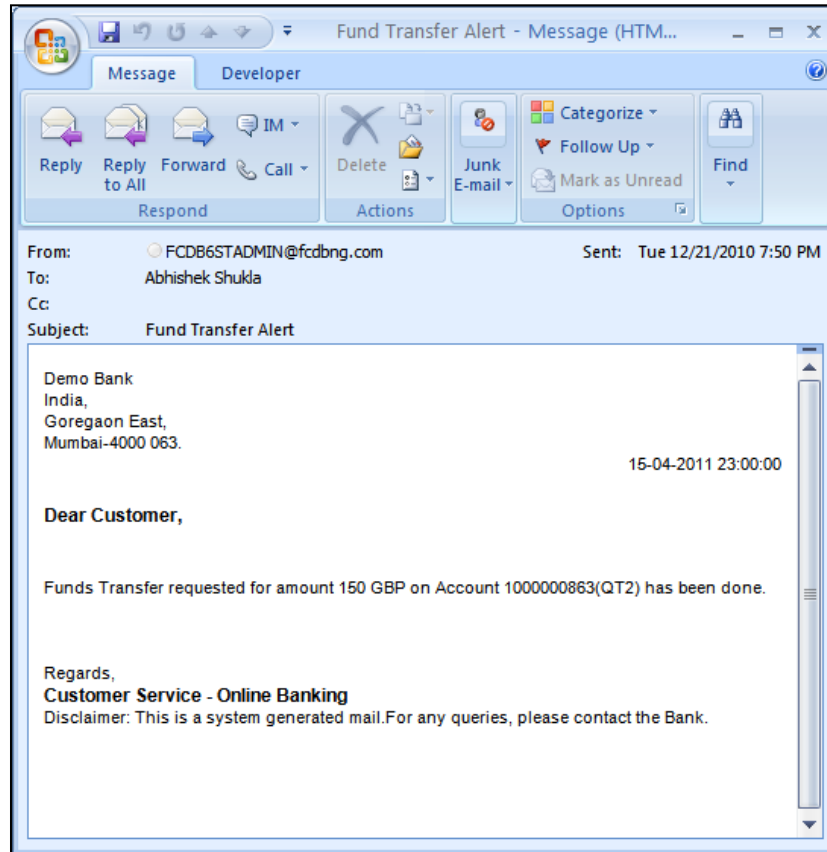 Fund Transfer Alert - Message (HTM...
Message Developer
Reply
Reply to All
Forward
IM
Call
Respond
Delete
Actions
Junk E-mail
Categorize
Follow Up
Mark as Unread
Options
Find
From: FCDB6STADMIN@fcdbng.com Sent: Tue 12/21/2010 7:50 PM
To: Abhishek Shukla
Cc:
Subject: Fund Transfer Alert
Demo Bank
India,
Goregaon East,
Mumbai-4000 063.
15-04-2011 23:00:00
Dear Customer,
Funds Transfer requested for amount 150 GBP on Account 1000000863(QT2) has been done.
Regards,
Customer Service - Online Banking
Disclaimer: This is a system generated mail.For any queries, please contact the Bank.